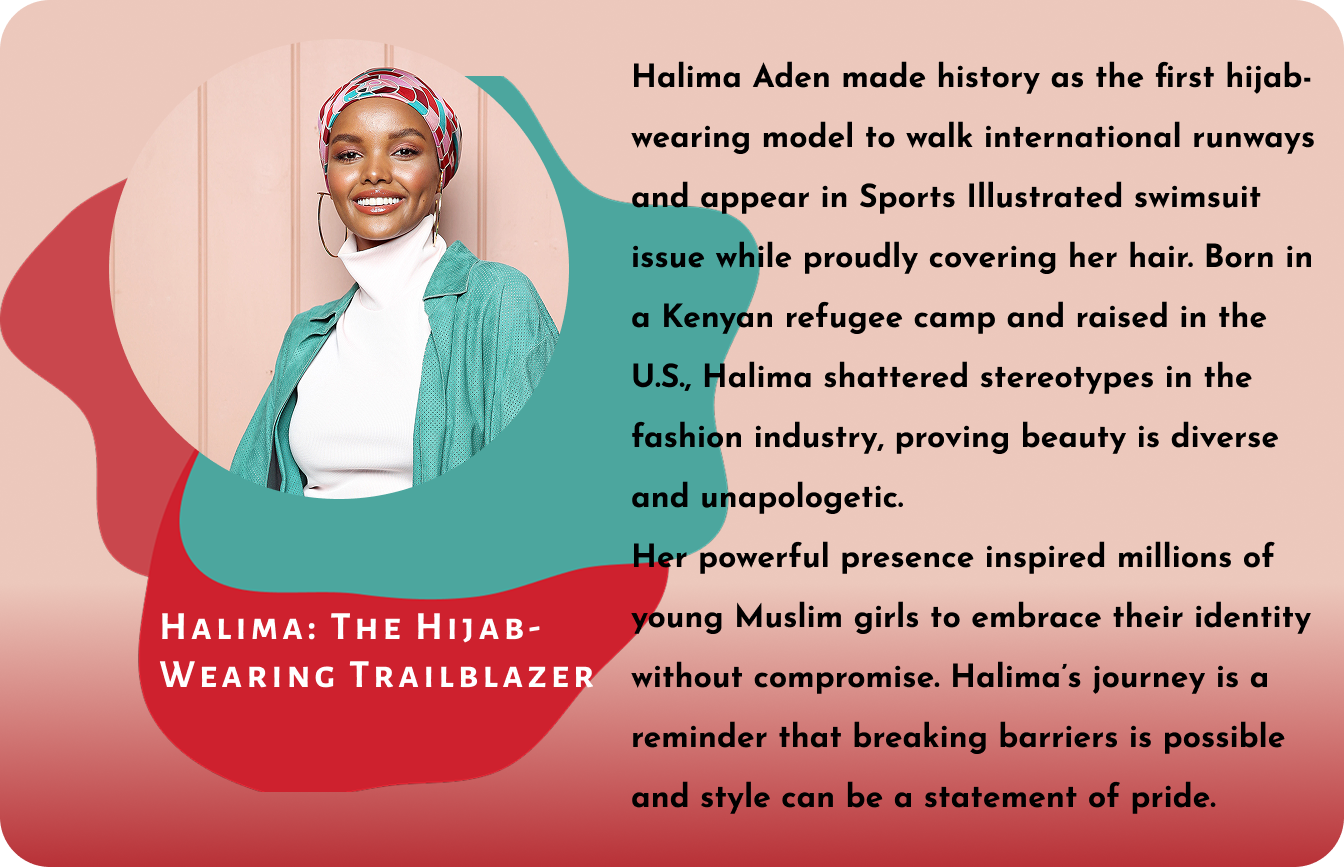 Halima Aden made history as the first hijab-
wearing model to walk international runways
and appear in Sports Illustrated swimsuit
issue while proudly covering her hair. Born in
a Kenyan refugee camp and raised in the
U.S., Halima shattered stereotypes in the
fashion industry, proving beauty is diverse
and unapologetic.
Her powerful presence inspired millions of
young Muslim girls to embrace their identity
without compromise. Halima’s journey is a
reminder that breaking barriers is possible
and style can be a statement of pride.
Halima: The Hijab-
Wearing Trailblazer